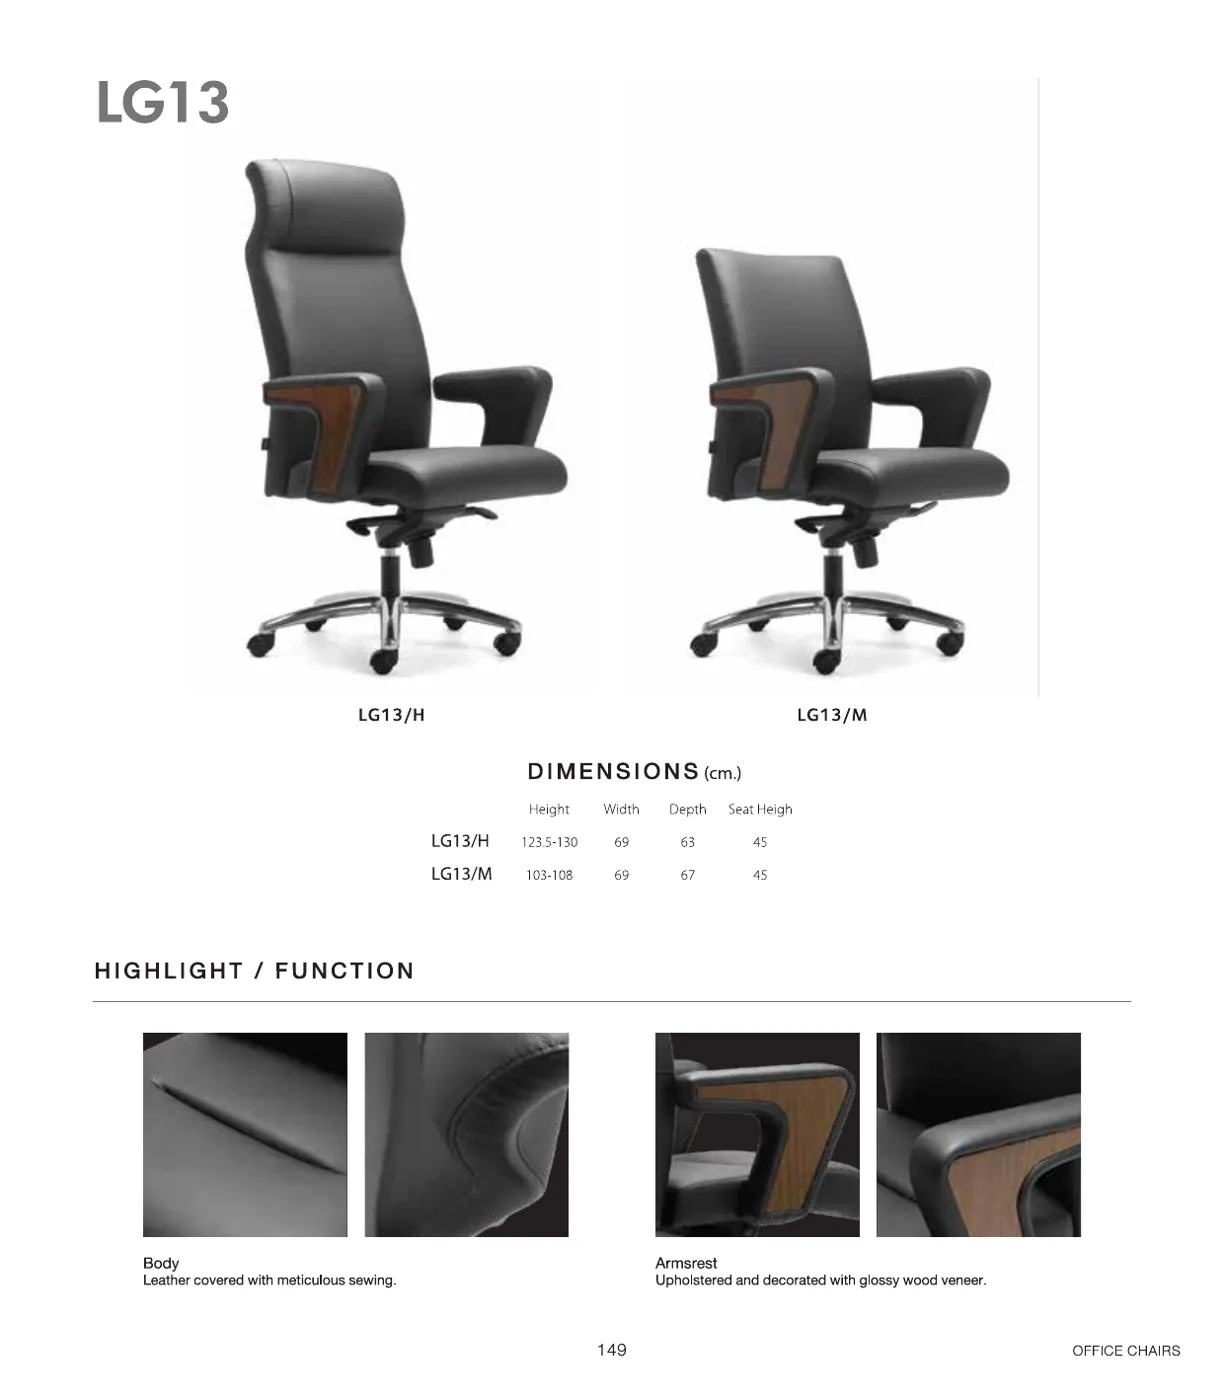 LG13
LG13/H
LG13/M
DIMENSIONS (cm.)
Height Width Depth Seat Heigh
LG13/H 123.5-130 69 63 45
LG13/M 103-108 69 67 45
HIGHLIGHT / FUNCTION
Body
Leather covered with meticulous sewing.
Armsrest
Upholstered and decorated with glossy wood veneer.
149
OFFICE CHAIRS